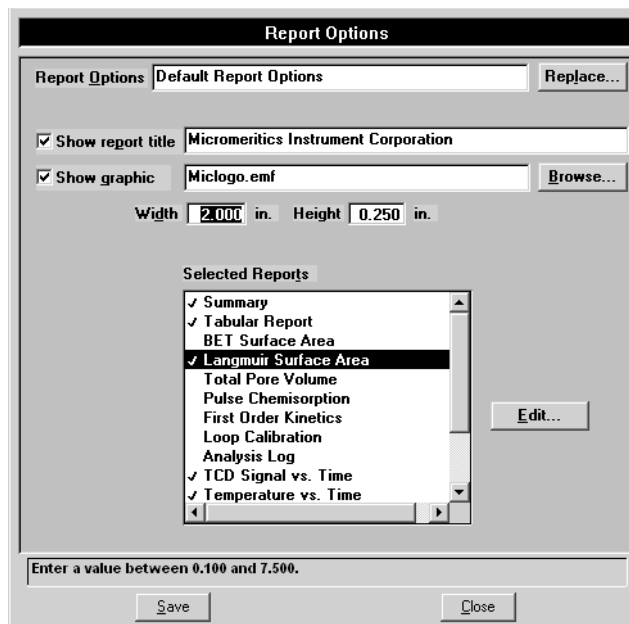 Report Options
Report Options Default Report Options Replace...
Show report title Micromeritics Instrument Corporation
Show graphic Miclogo.emf Browse...
Width 2.000 in. Height 0.250 in.
Selected Reports
Summary
Tabular Report
BET Surface Area
Langmuir Surface Area
Total Pore Volume
Pulse Chemisorption
First Order Kinetics
Edit...
Loop Calibration
Analysis Log
TCD Signal vs. Time
Temperature vs. Time
Enter a value between 0.100 and 7.500.
Save Close